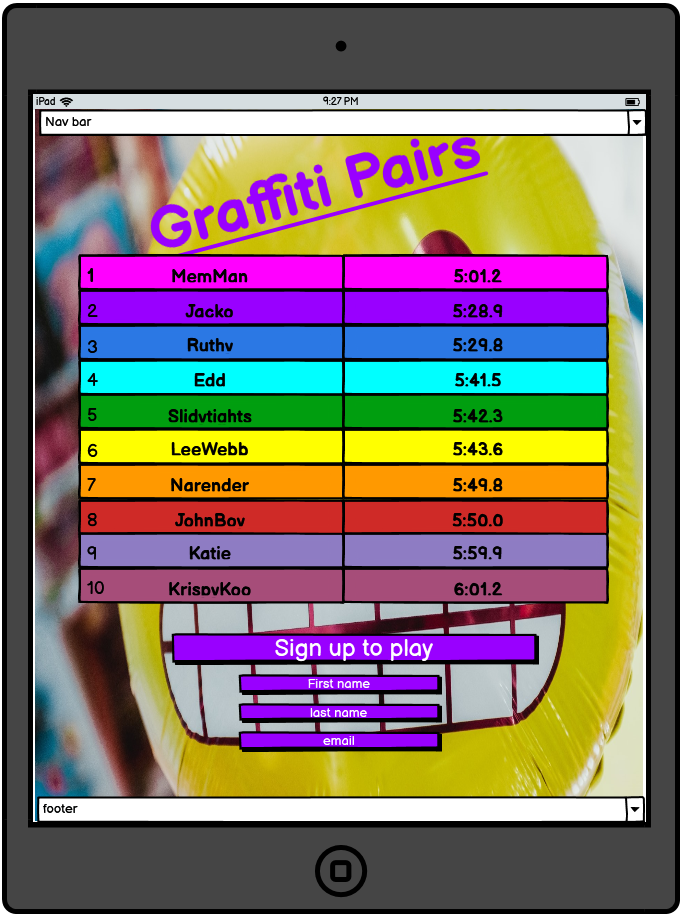 iPad 9:27 PM
Nav bar
Graffiti Pairs
1 MemMan 5:01.2
2 Jacko 5:28.9
3 Ruthy 5:29.8
4 Edd 5:41.5
5 Slidytights 5:42.3
6 LeeWebb 5:43.6
7 Narender 5:49.8
8 JohnBoy 5:50.0
9 Katie 5:59.9
10 KrispyKoo 6:01.2
Sign up to play
First name
last name
email
footer